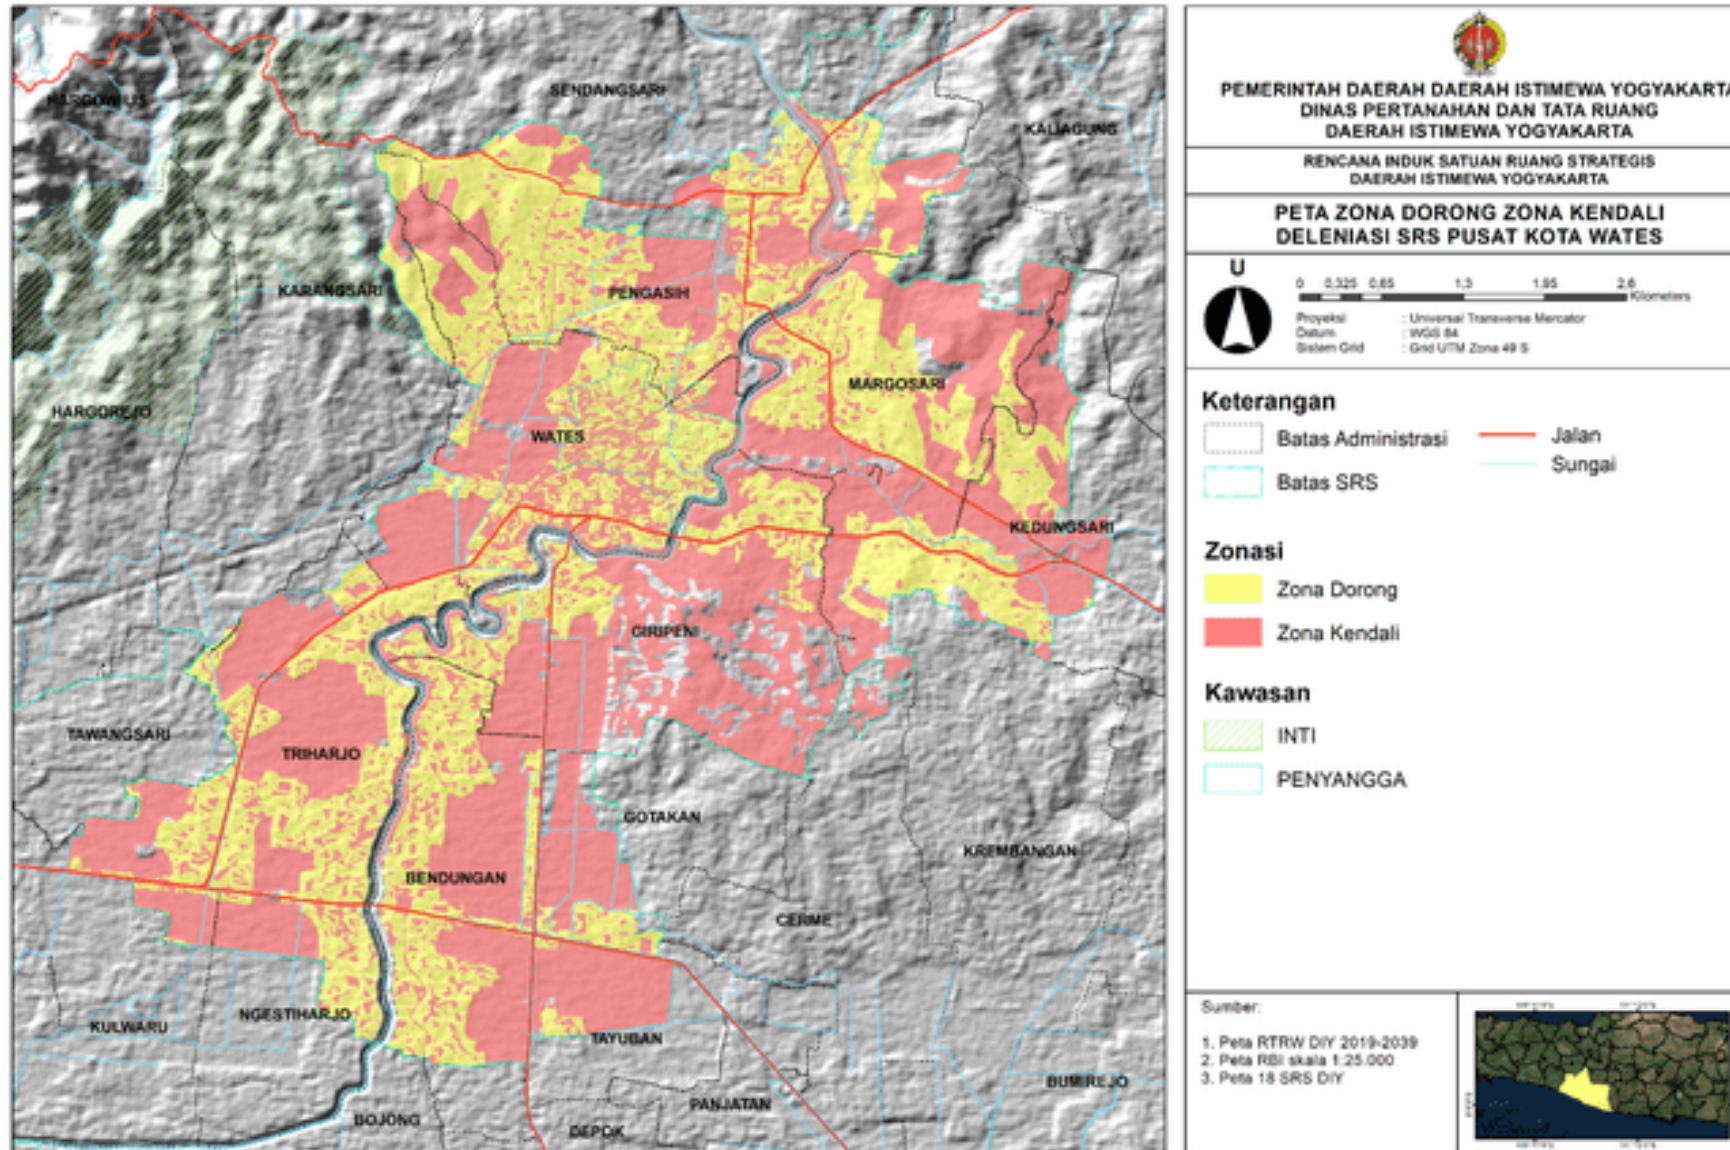 PEMERINTAH DAERAH DAERAH ISTIMEWA YOGYAKARTA
DINAS PERTANAHAN DAN TATA RUANG
DAERAH ISTIMEWA YOGYAKARTA
RENCANA INDUK SATUAN RUANG STRATEGIS
DAERAH ISTIMEWA YOGYAKARTA
PETA ZONA DORONG ZONA KENDALI
DELENIASI SRS PUSAT KOTA WATES
U
0 0.325 0.65 1.3 1.95 2.6
Kilometers
Proyeksi : Universal Transverse Mercator
Datum : WGS 84
Sistem Grid : Grid UTM Zona 49 S
Keterangan
Batas Administrasi
Jalan
Batas SRS
Sungai
Zonasi
Zona Dorong
Zona Kendali
Kawasan
INTI
PENYANGGA
Sumber:
1. Peta RTRW DIY 2019-2039
2. Peta RBI skala 1:25.000
3. Peta 18 SRS DIY
HARGOWILIS
SENDANGSARI
KALIAGUNG
KARANGSARI
PENGASIH
MARGOSARI
HARGOREJO
WATES
KEDUNGSARI
GIRIPENI
TAWANGSARI
TRIHARJO
GOTAKAN
KREMBANGAN
BENDUNGAN
CERME
KULWARU
NGESTIHARJO
TAYUBAN
BUMIREJO
PANJATAN
BOJONG
DEPOK